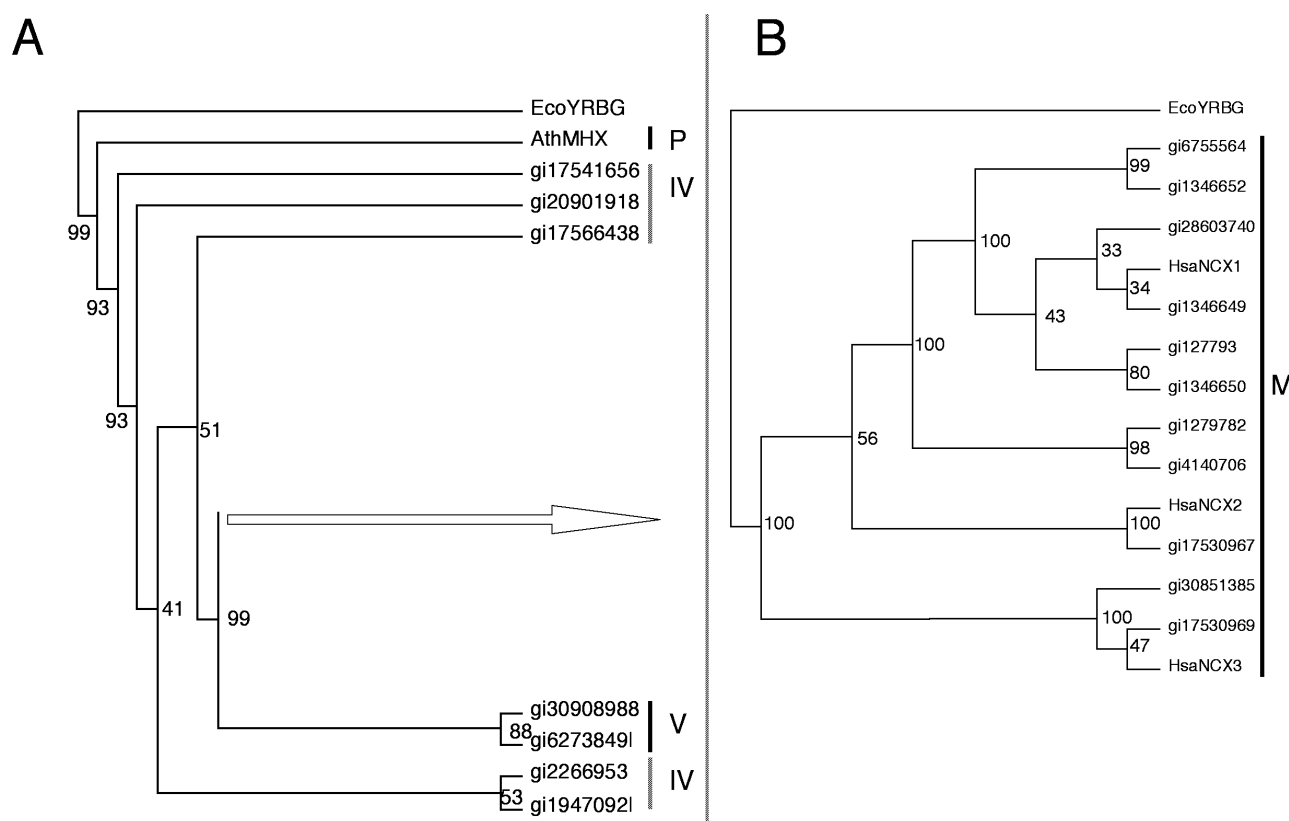 A
EcoYRBG
AthMHX
P
gi17541656
IV
gi20901918
99
gi17566438
93
93
51
41
99
gi30908988
V
88
gi6273849|
gi2266953
IV
53
gi1947092|
B
EcoYRBG
gi6755564
99
gi1346652
gi28603740
100
33
HsaNCX1
34
gi1346649
43
100
gi127793
80
gi1346650
M
56
gi1279782
98
gi4140706
HsaNCX2
100
100
gi17530967
gi30851385
100
gi17530969
47
HsaNCX3